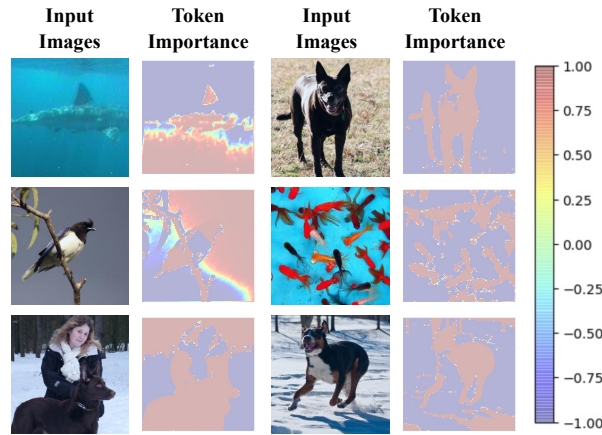 Input Images
Token Importance
Input Images
Token Importance
1.00
0.75
0.50
0.25
0.00
−0.25
−0.50
−0.75
−1.00